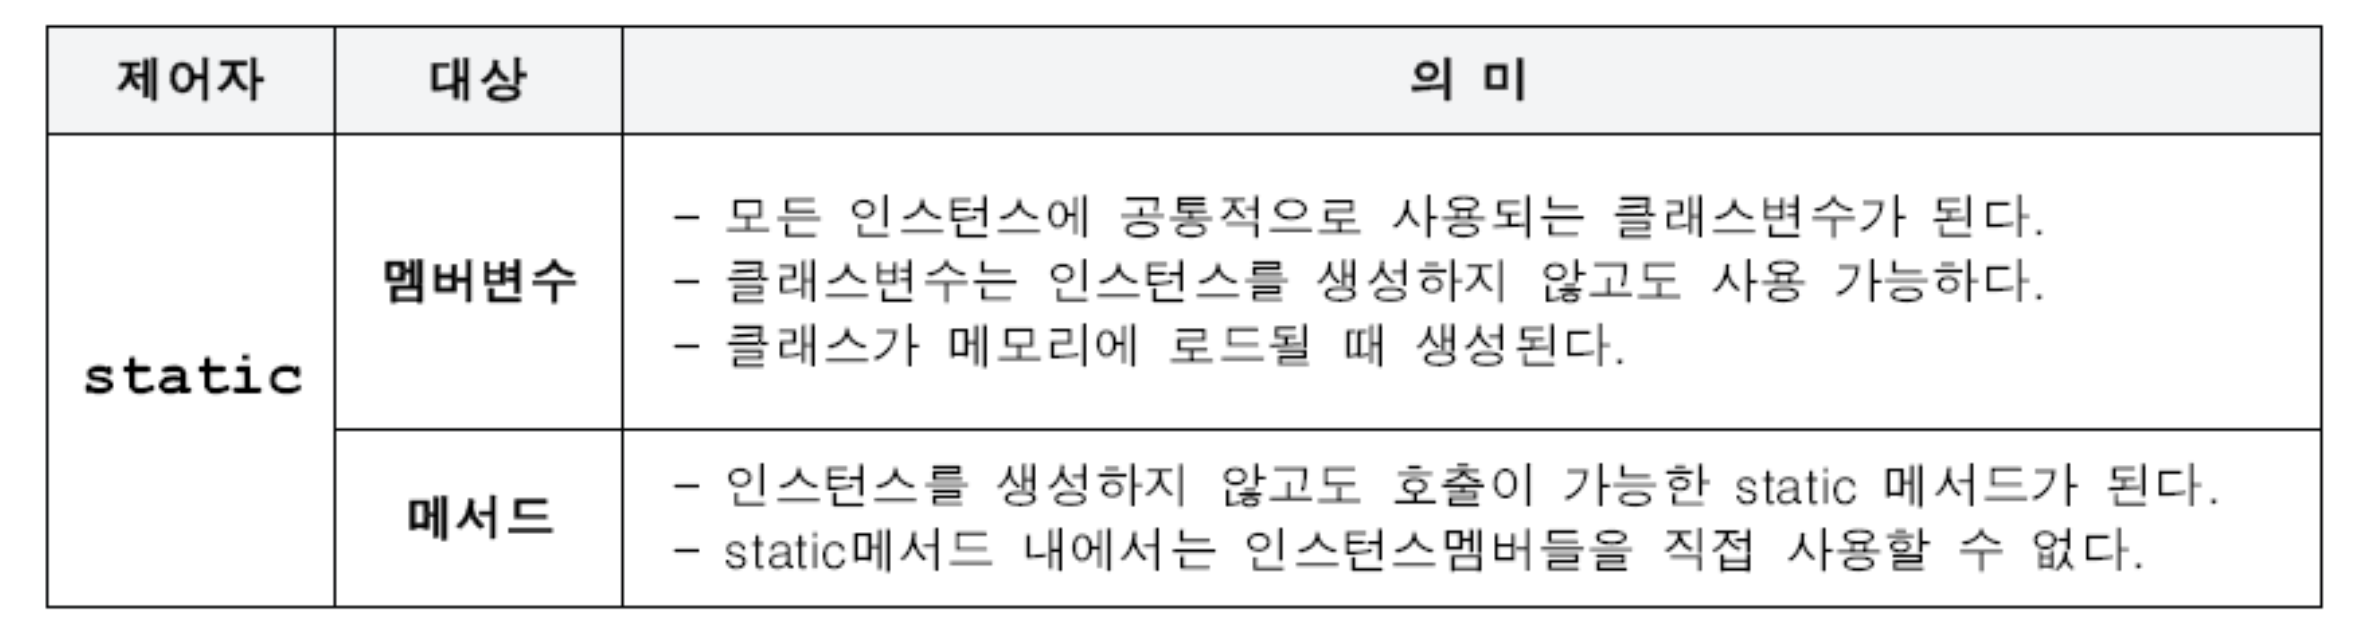 제어자 대상 의 미
static
멤버변수
- 모든 인스턴스에 공통적으로 사용되는 클래스변수가 된다.
- 클래스변수는 인스턴스를 생성하지 않고도 사용 가능하다.
- 클래스가 메모리에 로드될 때 생성된다.
메서드
- 인스턴스를 생성하지 않고도 호출이 가능한 static 메서드가 된다.
- static메서드 내에서는 인스턴스멤버들을 직접 사용할 수 없다.